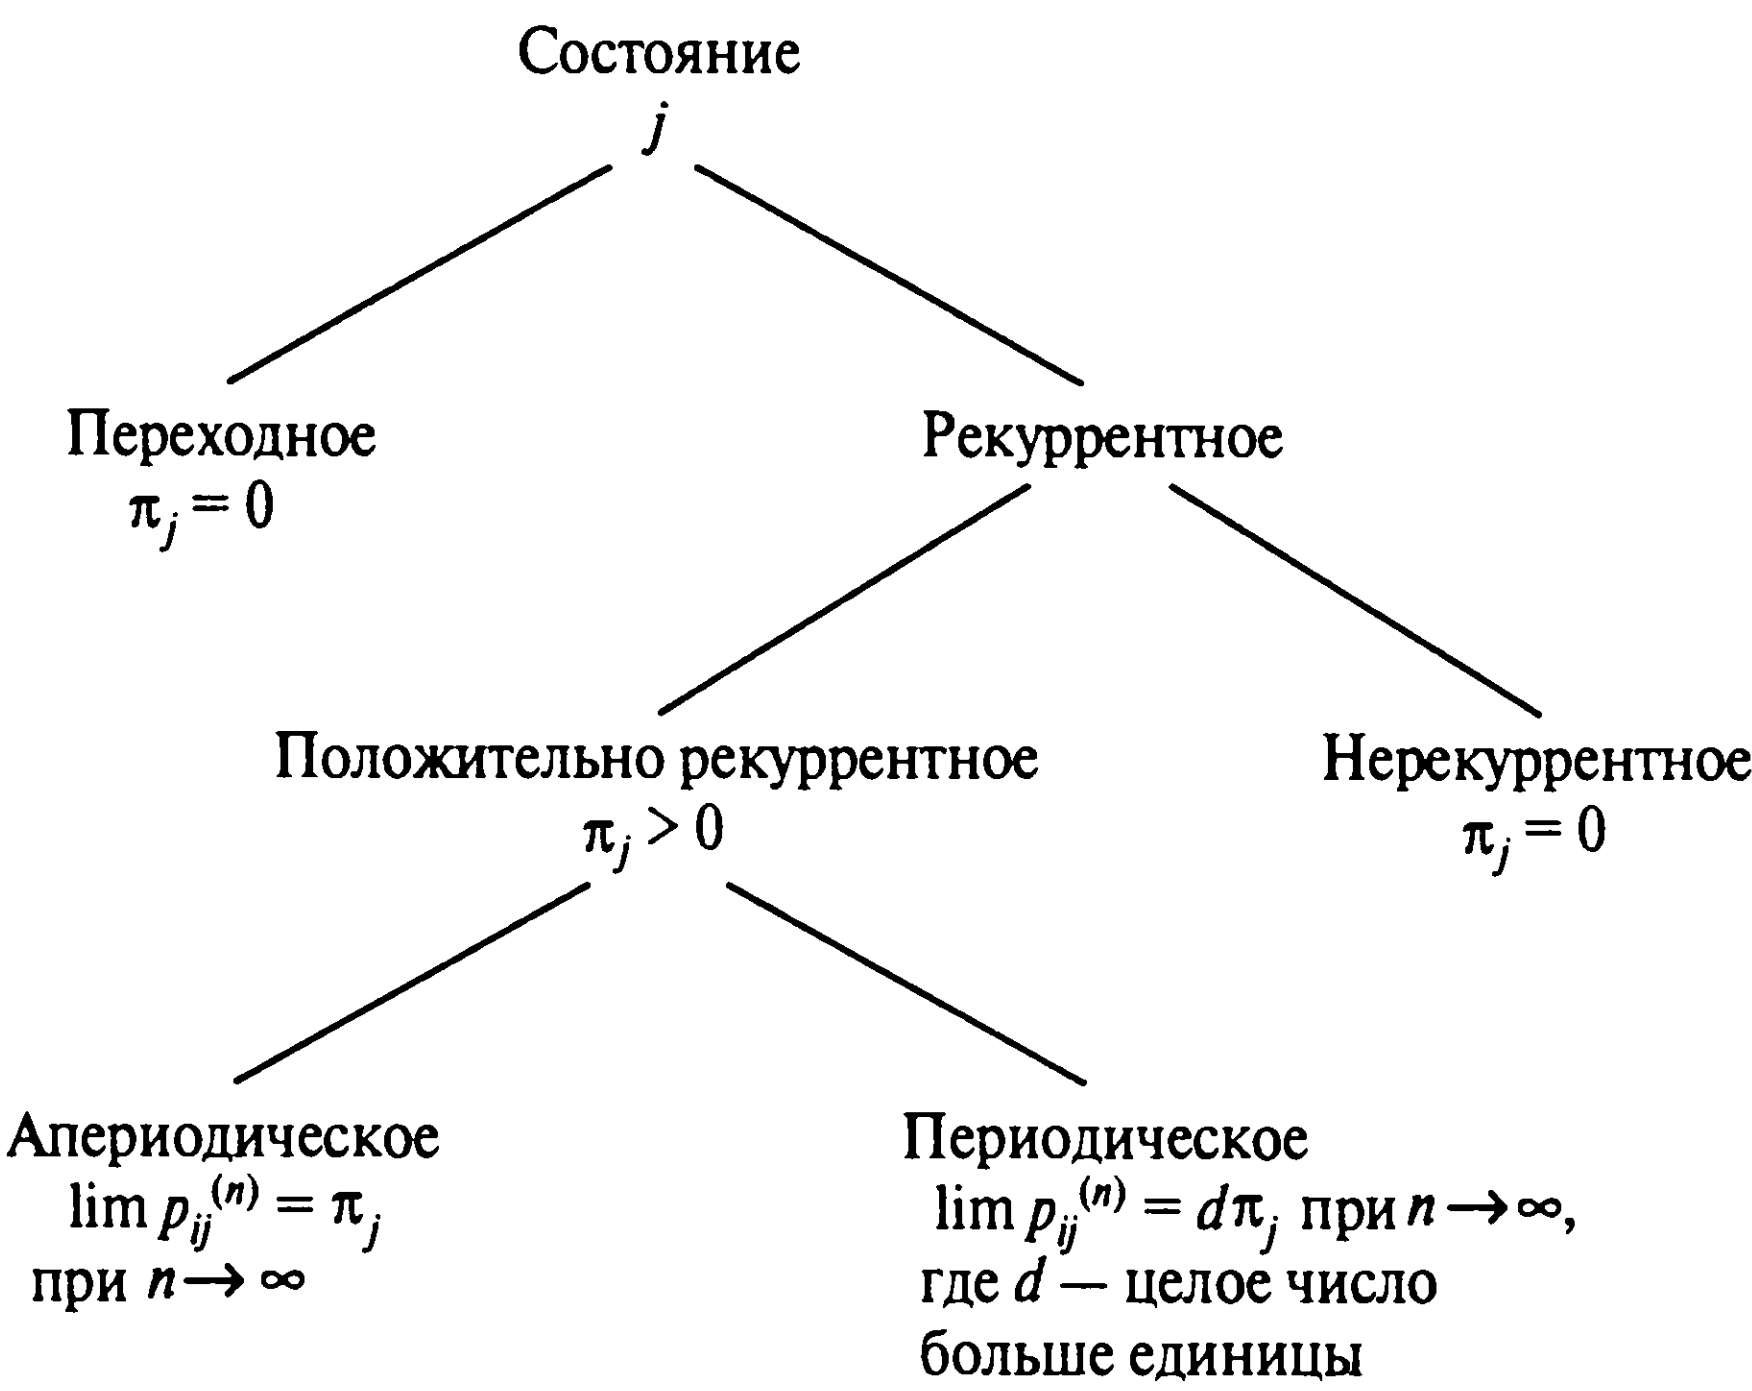 Состояние
j
Переходное
π_j = 0
Рекуррентное
Положительно рекуррентное
π_j > 0
Нерекуррентное
π_j = 0
Апериодическое
lim p_ij^(n) = π_j
при n → ∞
Периодическое
lim p_ij^(n) = dπ_j при n → ∞,
где d — целое число
больше единицы